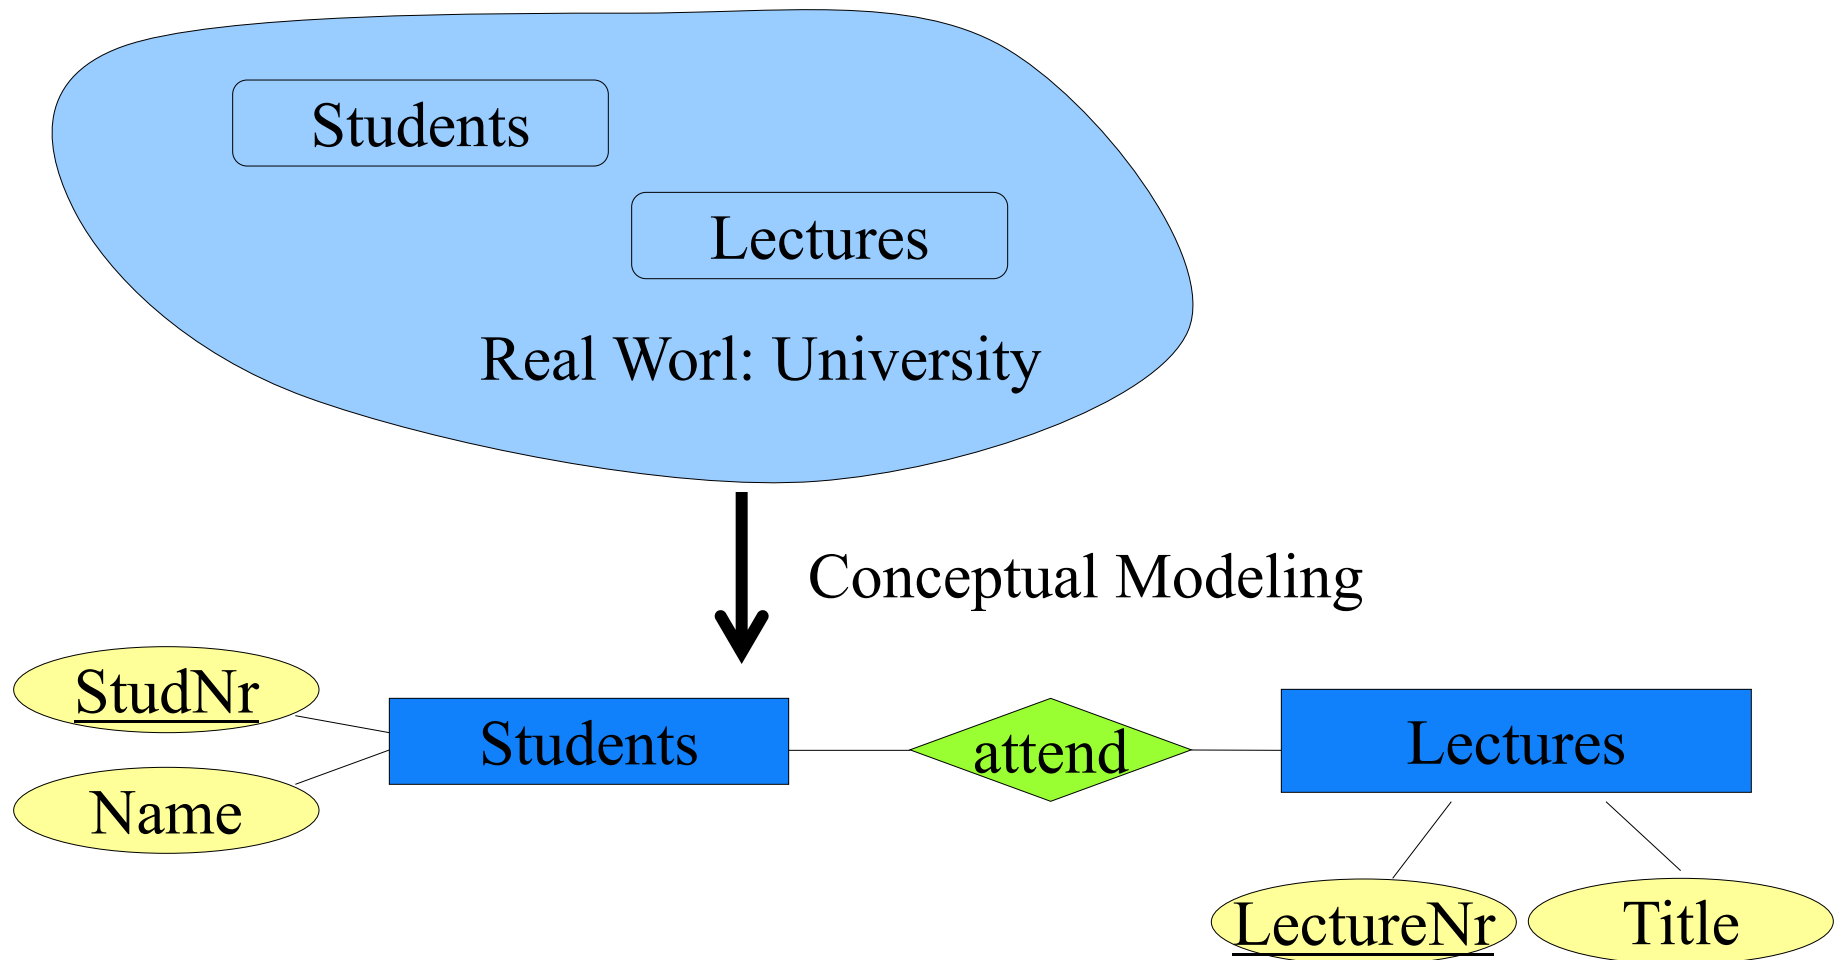 Students
Lectures
Real Worl: University
Conceptual Modeling
StudNr
Students
attend
Lectures
Name
LectureNr
Title